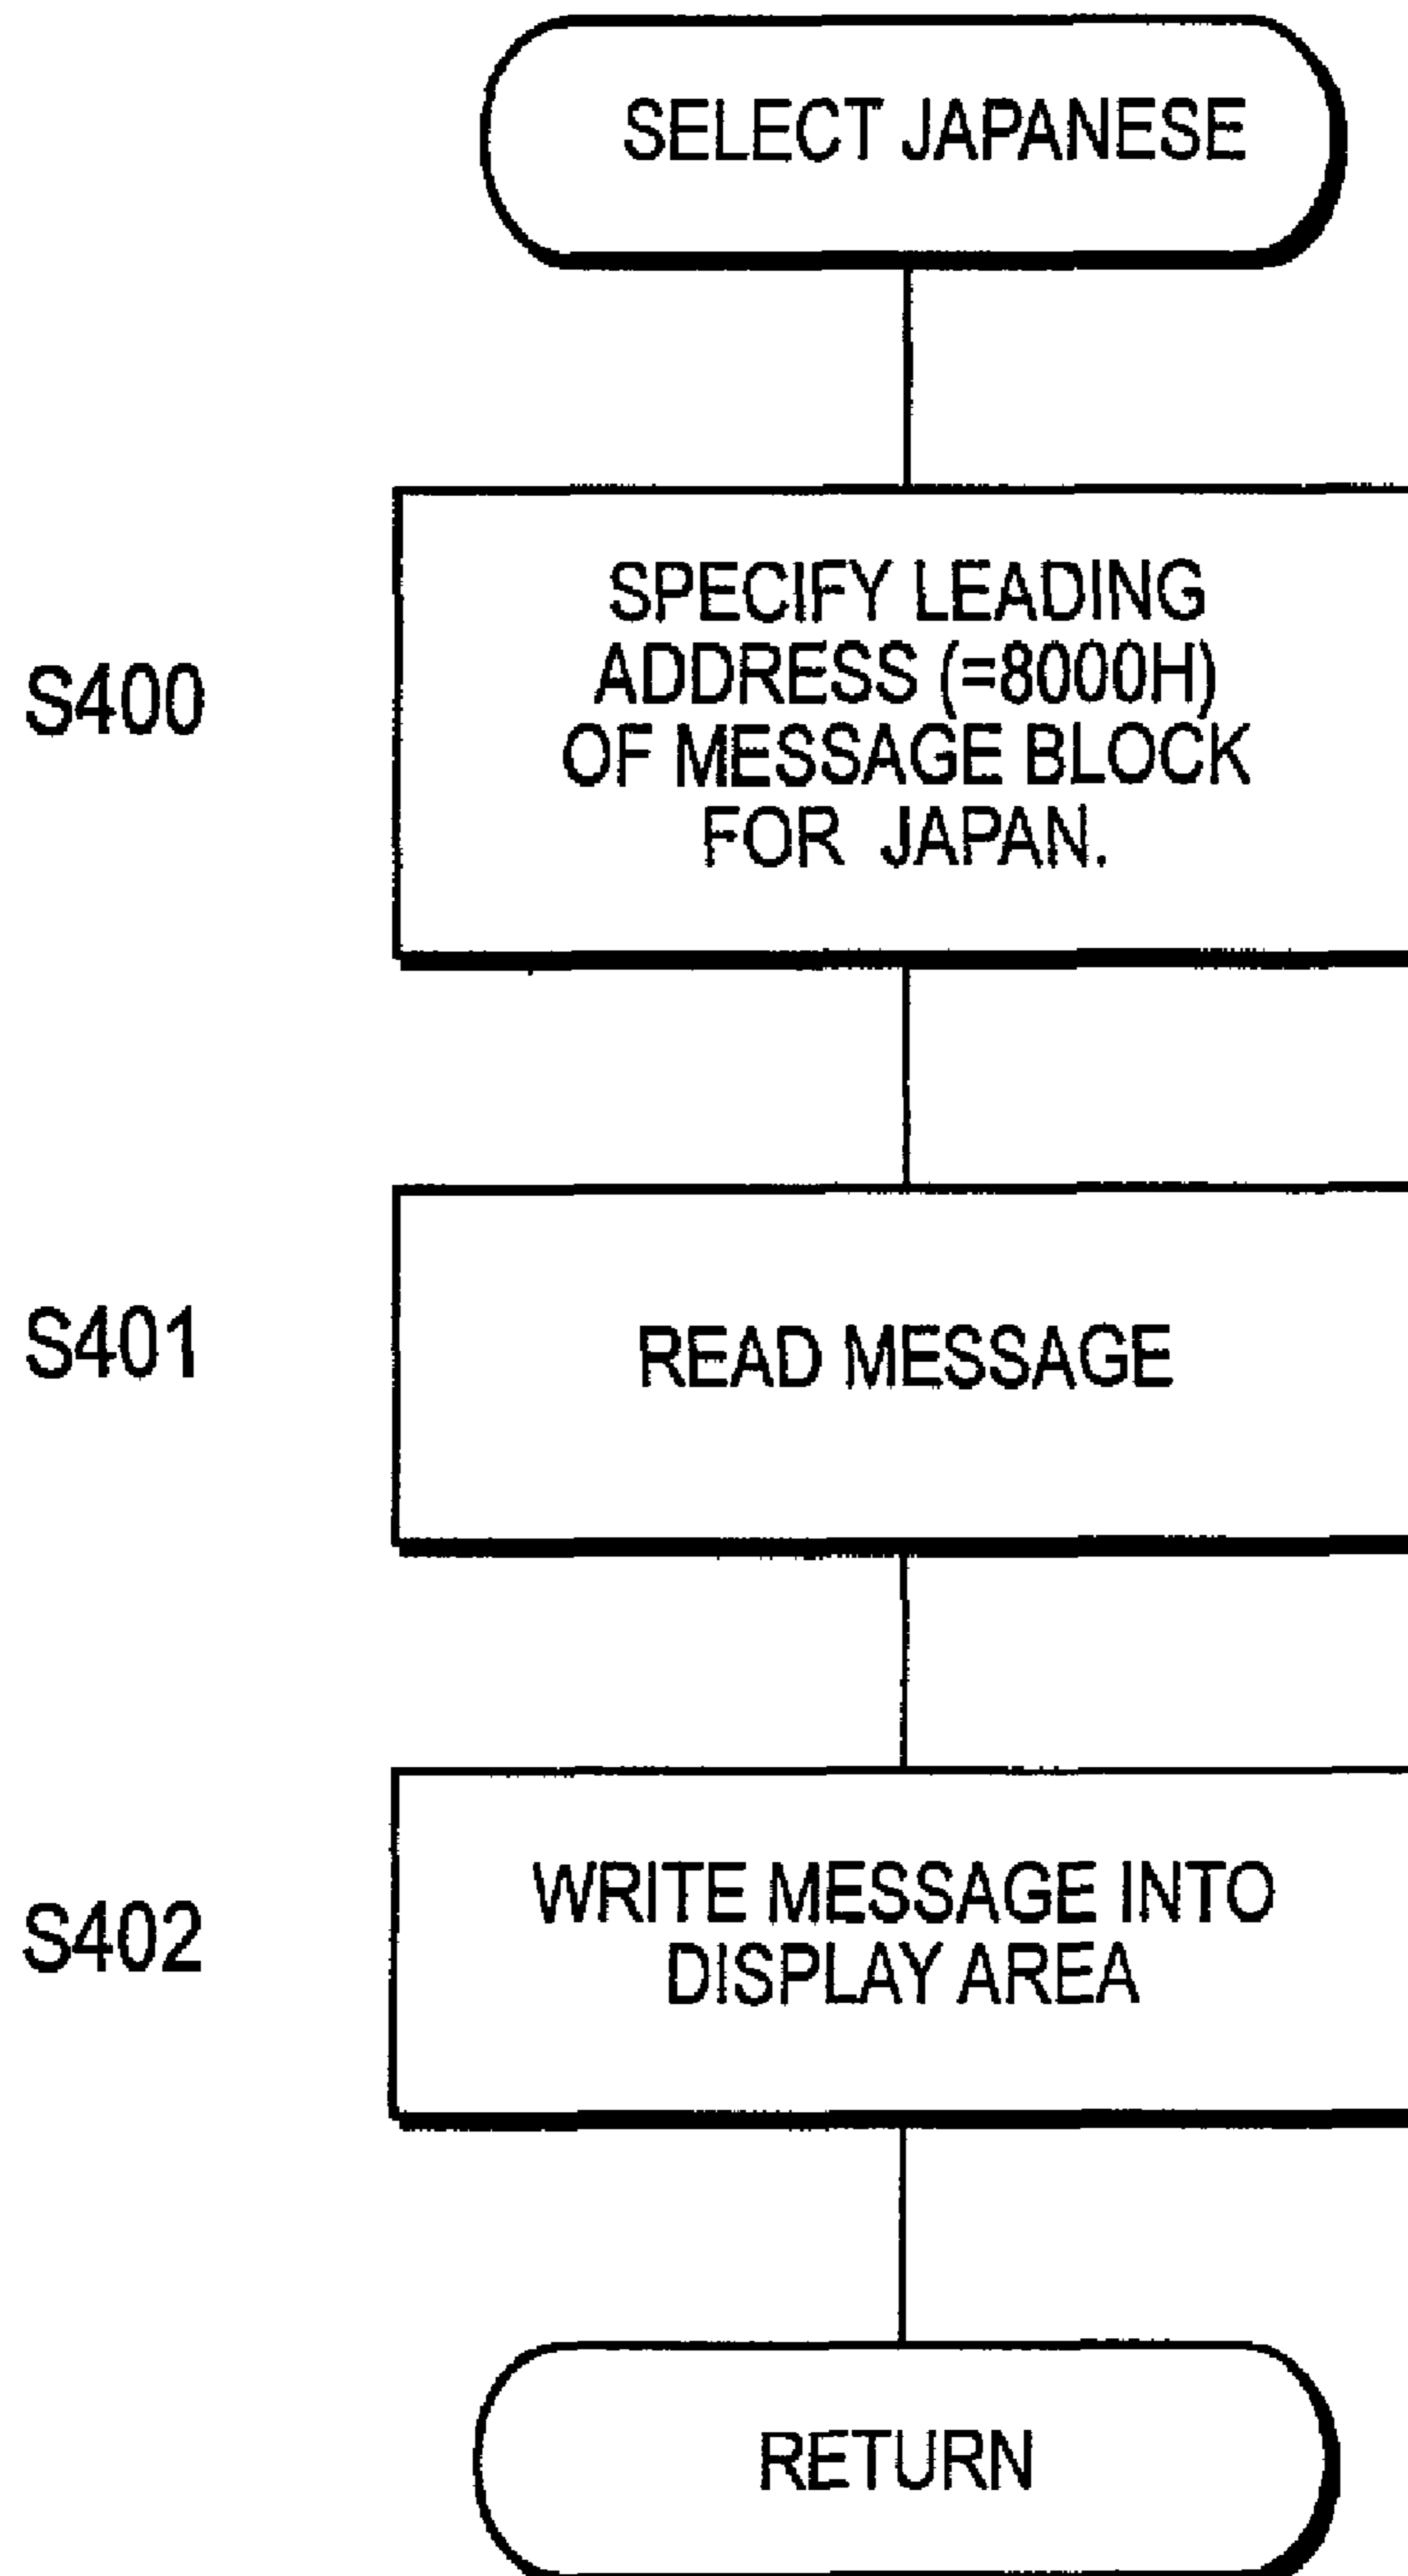 SELECT JAPANESE
SPECIFY LEADING
ADDRESS (=8000H)
OF MESSAGE BLOCK
FOR JAPAN.
S400
READ MESSAGE
S401
WRITE MESSAGE INTO
DISPLAY AREA
S402
RETURN